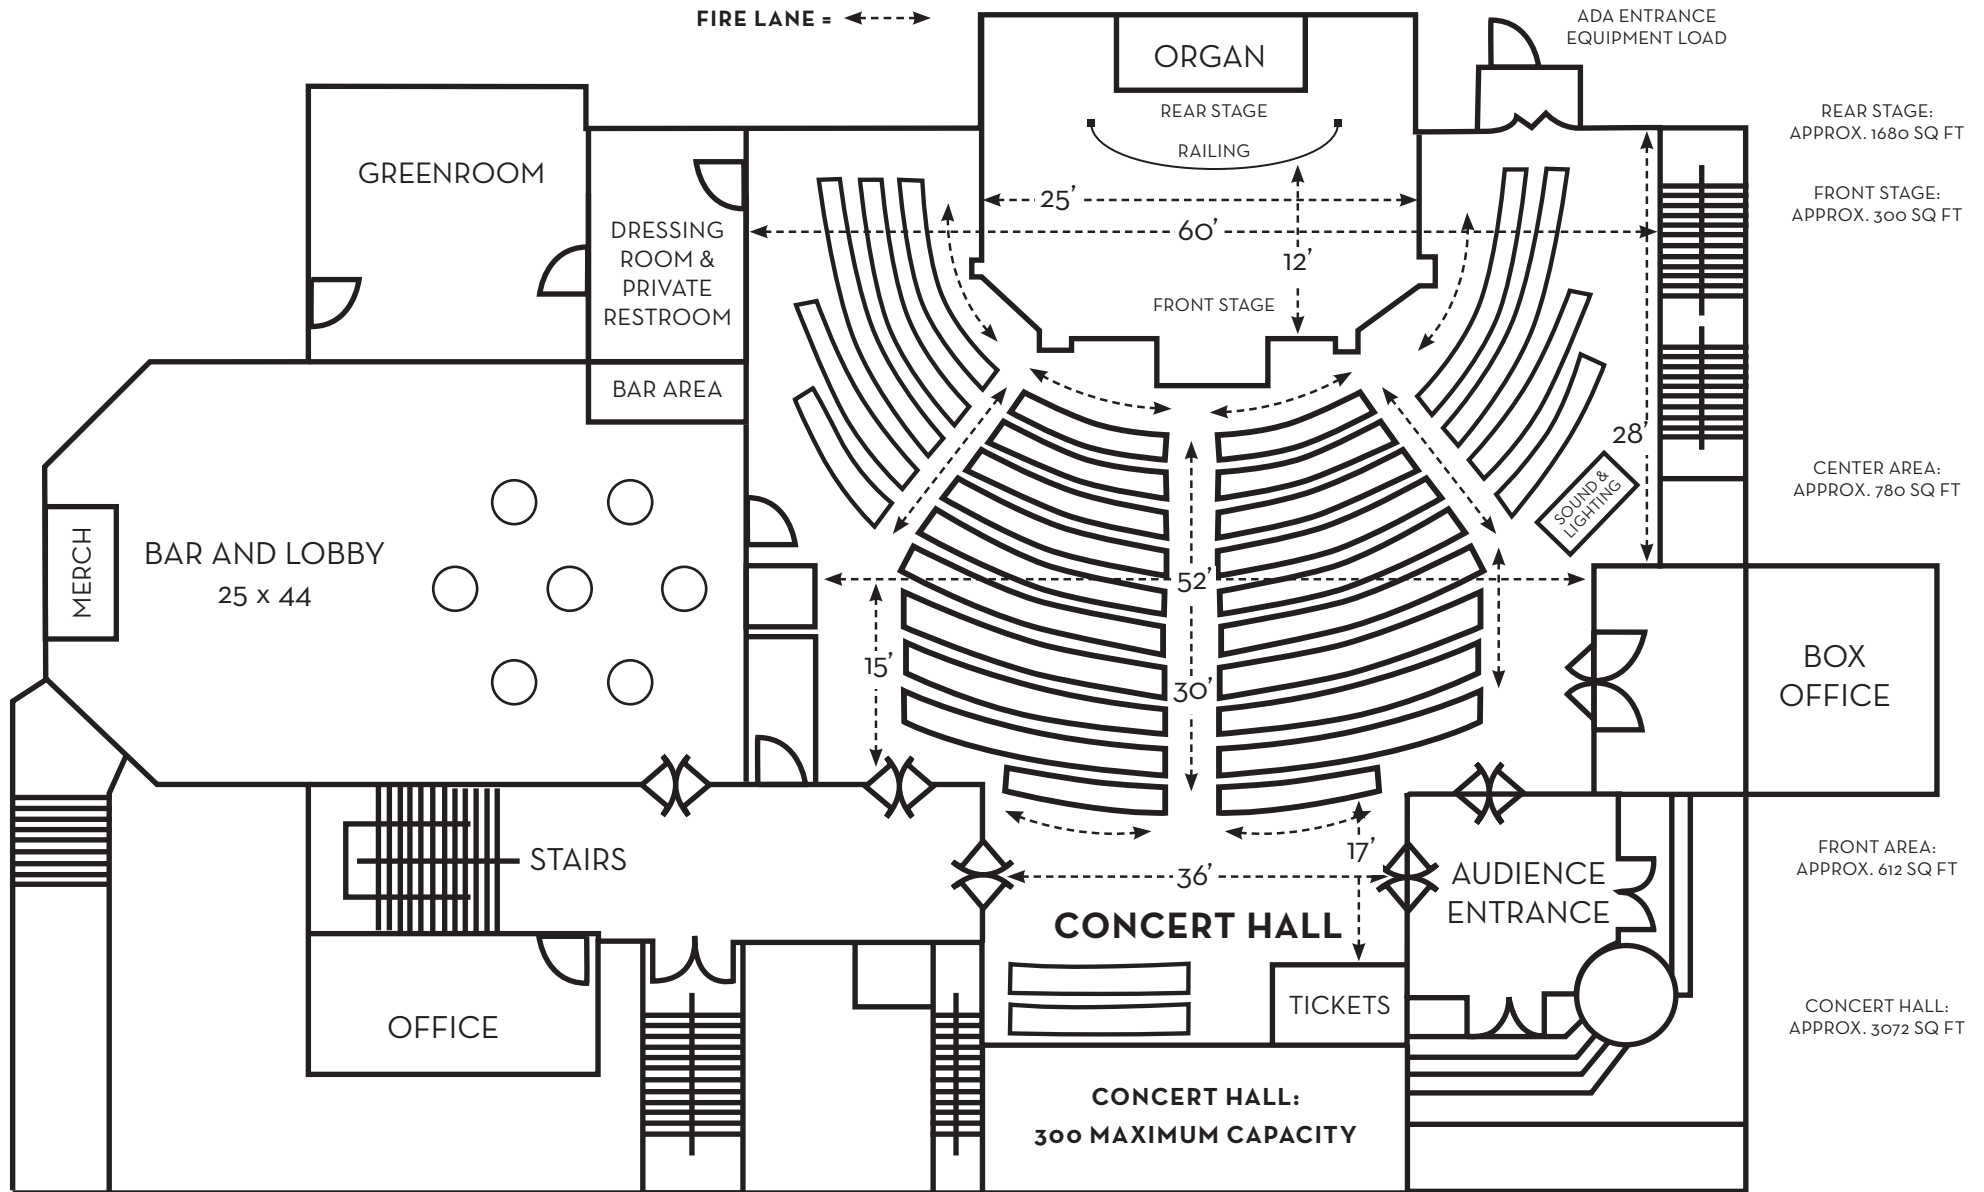 FIRE LANE =
ORGAN
ADA ENTRANCE
EQUIPMENT LOAD
REAR STAGE
RAILING
REAR STAGE:
APPROX. 1680 SQ FT
GREENROOM
25'
FRONT STAGE:
APPROX. 300 SQ FT
DRESSING
ROOM &
PRIVATE
RESTROOM
60'
12'
FRONT STAGE
BAR AREA
28'
SOUND &
LIGHTING
CENTER AREA:
APPROX. 780 SQ FT
MERCH
BAR AND LOBBY
25 x 44
52'
15'
30'
BOX
OFFICE
STAIRS
17'
36'
AUDIENCE
ENTRANCE
FRONT AREA:
APPROX. 612 SQ FT
CONCERT HALL
TICKETS
OFFICE
CONCERT HALL:
APPROX. 3072 SQ FT
CONCERT HALL:
300 MAXIMUM CAPACITY